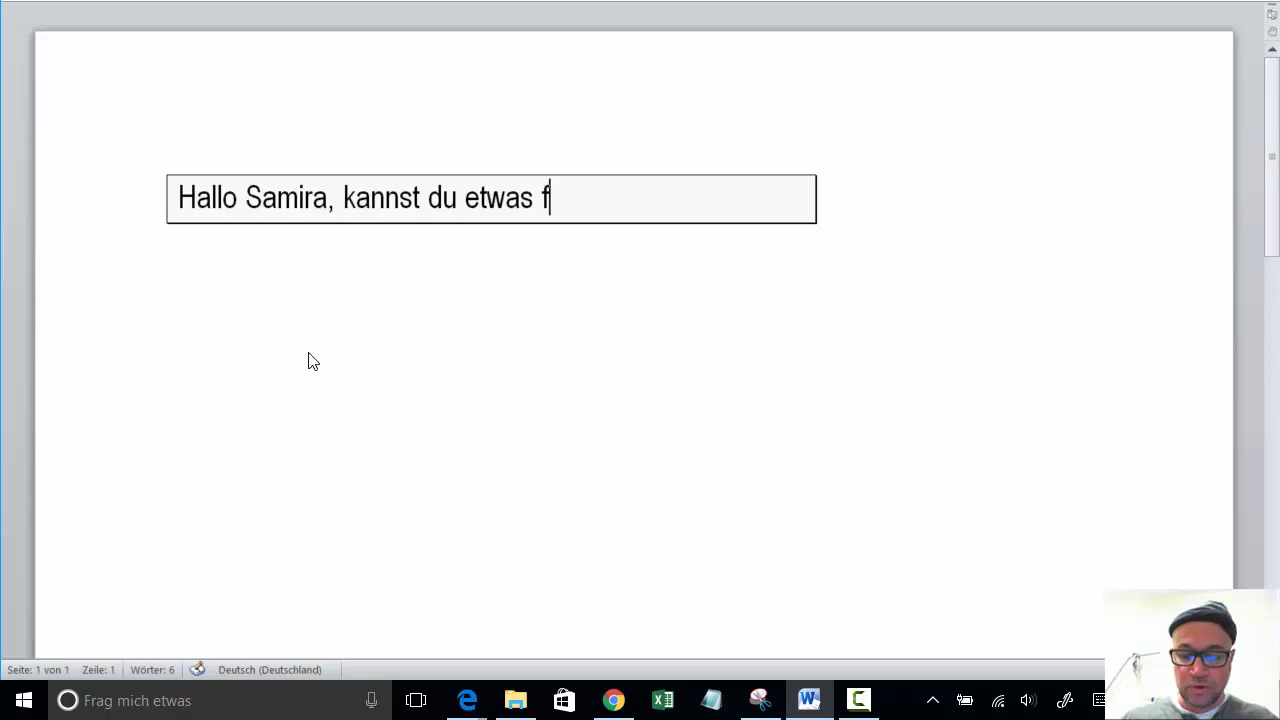 Hallo Samira, kannst du etwas f
Seite: 1 von 1 Zeile: 1 Wörter: 6 Deutsch (Deutschland)
Frag mich etwas